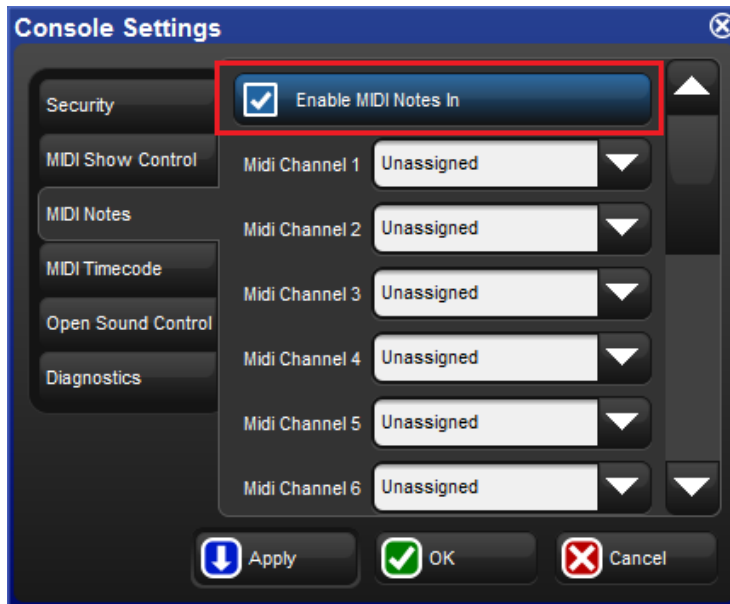 Console Settings
Security
MIDI Show Control
MIDI Notes
MIDI Timecode
Open Sound Control
Diagnostics
Enable MIDI Notes In
Midi Channel 1 Unassigned
Midi Channel 2 Unassigned
Midi Channel 3 Unassigned
Midi Channel 4 Unassigned
Midi Channel 5 Unassigned
Midi Channel 6 Unassigned
Apply OK Cancel